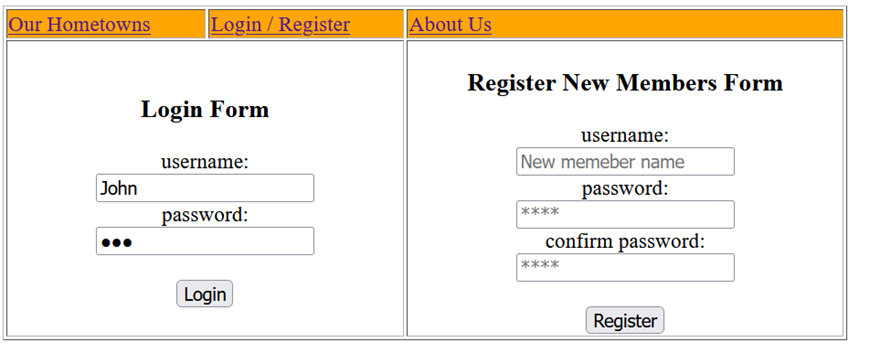 Our Hometowns Login / Register About Us
Login Form
username:
John
password:
●●●
Login
Register New Members Form
username:
New memeber name
password:
****
confirm password:
****
Register